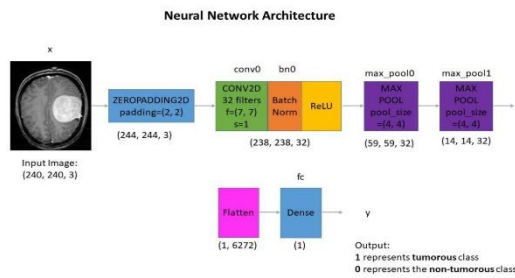 Neural Network Architecture
x
Input Image:
(240, 240, 3)
ZEROPADDING2D
padding=(2, 2)
(244, 244, 3)
conv0
bn0
CONV2D
32 filters
f=(7, 7)
s=1
Batch
Norm
ReLU
(238, 238, 32)
max_pool0
MAX
POOL
pool_size
=(4, 4)
(59, 59, 32)
max_pool1
MAX
POOL
pool_size
=(4, 4)
(14, 14, 32)
Flatten
(1, 6272)
fc
Dense
(1)
y
Output:
1 represents tumorous class
0 represents the non-tumorous class